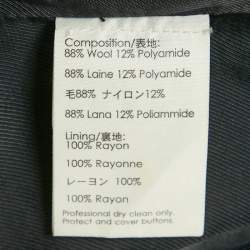 Composition/表地:
88% Wool 12% Polyamide
88% Laine 12% Polyamide
毛88% ナイロン12%
88% Lana 12% Poliammide
Lining/裏地:
100% Rayon
100% Rayonne
レーヨン 100%
100% Rayon
Professional dry clean only.
Protect and cover buttons.